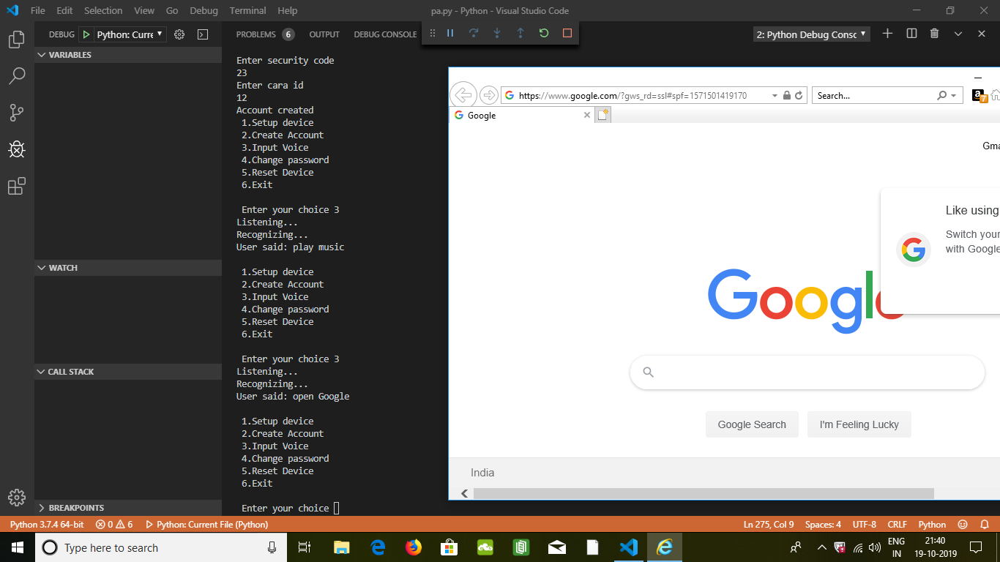 File Edit Selection View Go Debug Terminal Help
pa.py - Python - Visual Studio Code
DEBUG Python: Curre
PROBLEMS 6 OUTPUT DEBUG CONSOLE
2: Python Debug Consc
VARIABLES
WATCH
CALL STACK
BREAKPOINTS
Enter security code
23
Enter cara id
12
Account created
1.Setup device
2.Create Account
3.Input Voice
4.Change password
5.Reset Device
6.Exit
Enter your choice 3
Listening...
Recognizing...
User said: play music
1.Setup device
2.Create Account
3.Input Voice
4.Change password
5.Reset Device
6.Exit
Enter your choice 3
Listening...
Recognizing...
User said: open Google
1.Setup device
2.Create Account
3.Input Voice
4.Change password
5.Reset Device
6.Exit
Enter your choice
https://www.google.com/?gws_rd=ssl#spf=1571501419170
Search...
Google
Gma
Like using
Switch your
with Google
Google
Google Search
I'm Feeling Lucky
India
Python 3.7.4 64-bit 0 6 Python: Current File (Python)
Ln 275, Col 9 Spaces: 4 UTF-8 CRLF Python
Type here to search
ENG
IN
21:40
19-10-2019